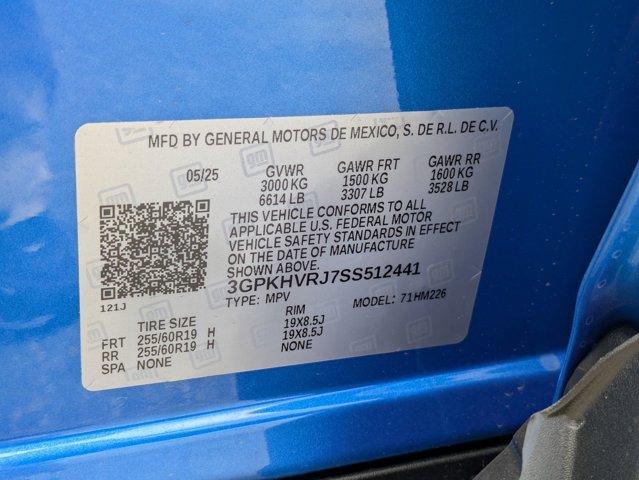 MFD BY GENERAL MOTORS DE MEXICO, S. DE R.L. DE C.V.
05/25 GVWR GAWR FRT GAWR RR
3000 KG 1500 KG 1600 KG
6614 LB 3307 LB 3528 LB
THIS VEHICLE CONFORMS TO ALL
APPLICABLE U.S. FEDERAL MOTOR
VEHICLE SAFETY STANDARDS IN EFFECT
ON THE DATE OF MANUFACTURE
SHOWN ABOVE.
3GPKHVRJ7SS512441
121J TYPE: MPV MODEL: 71HM226
TIRE SIZE RIM
FRT 255/60R19 H 19X8.5J
RR 255/60R19 H 19X8.5J
SPA NONE NONE